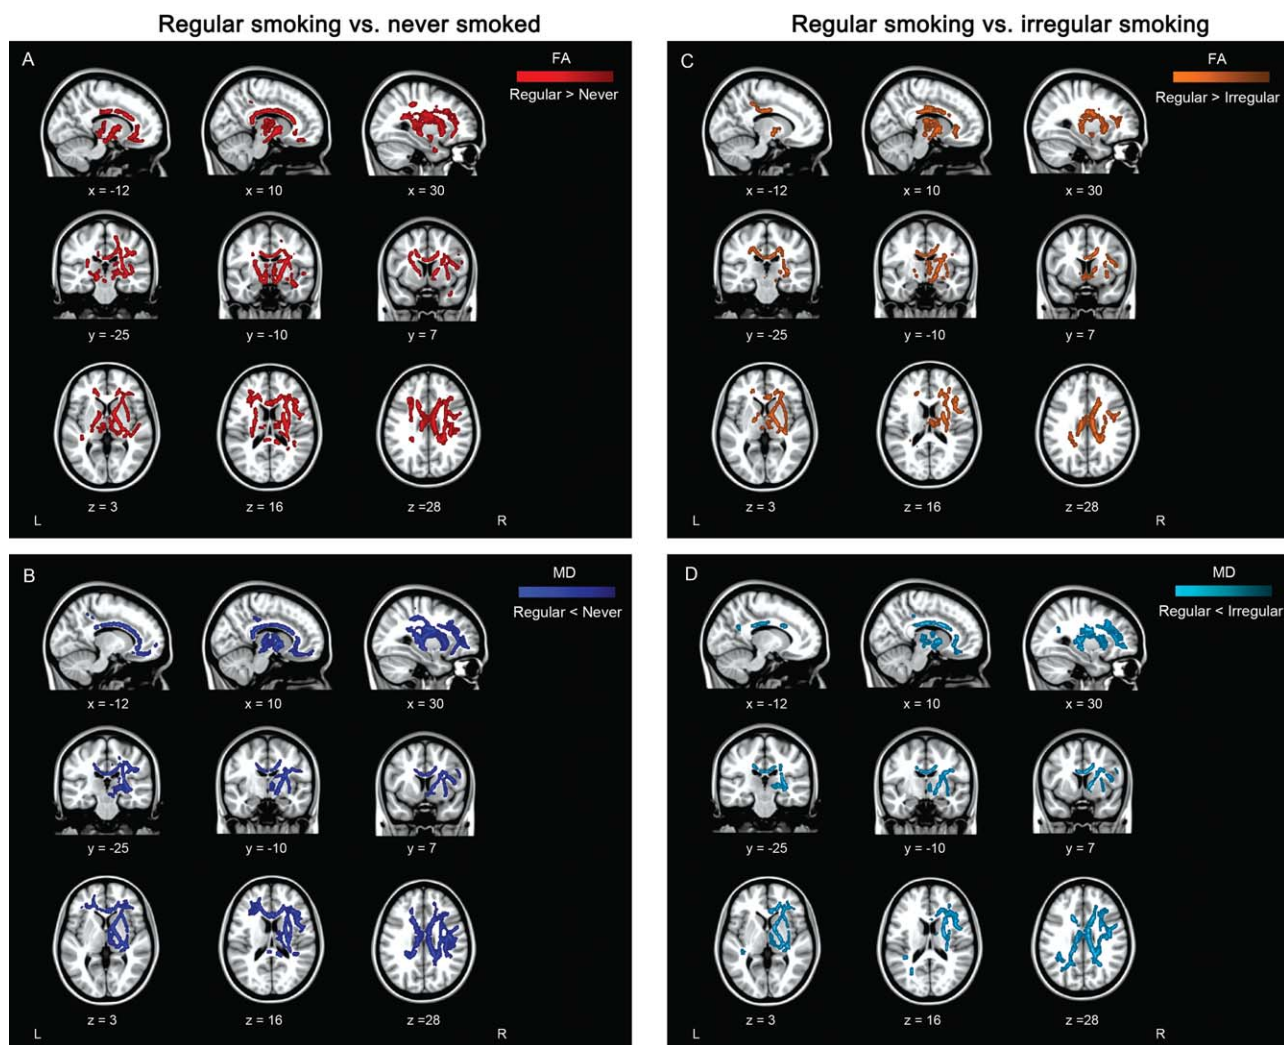 Regular smoking vs. never smoked
A
FA
Regular > Never
x = -12
x = 10
x = 30
y = -25
y = -10
y = 7
z = 3
z = 16
z =28
L
R
B
MD
Regular < Never
x = -12
x = 10
x = 30
y = -25
y = -10
y = 7
z = 3
z = 16
z =28
L
R
Regular smoking vs. irregular smoking
C
FA
Regular > Irregular
x = -12
x = 10
x = 30
y = -25
y = -10
y = 7
z = 3
z = 16
z =28
L
R
D
MD
Regular < Irregular
x = -12
x = 10
x = 30
y = -25
y = -10
y = 7
z = 3
z = 16
z =28
L
R